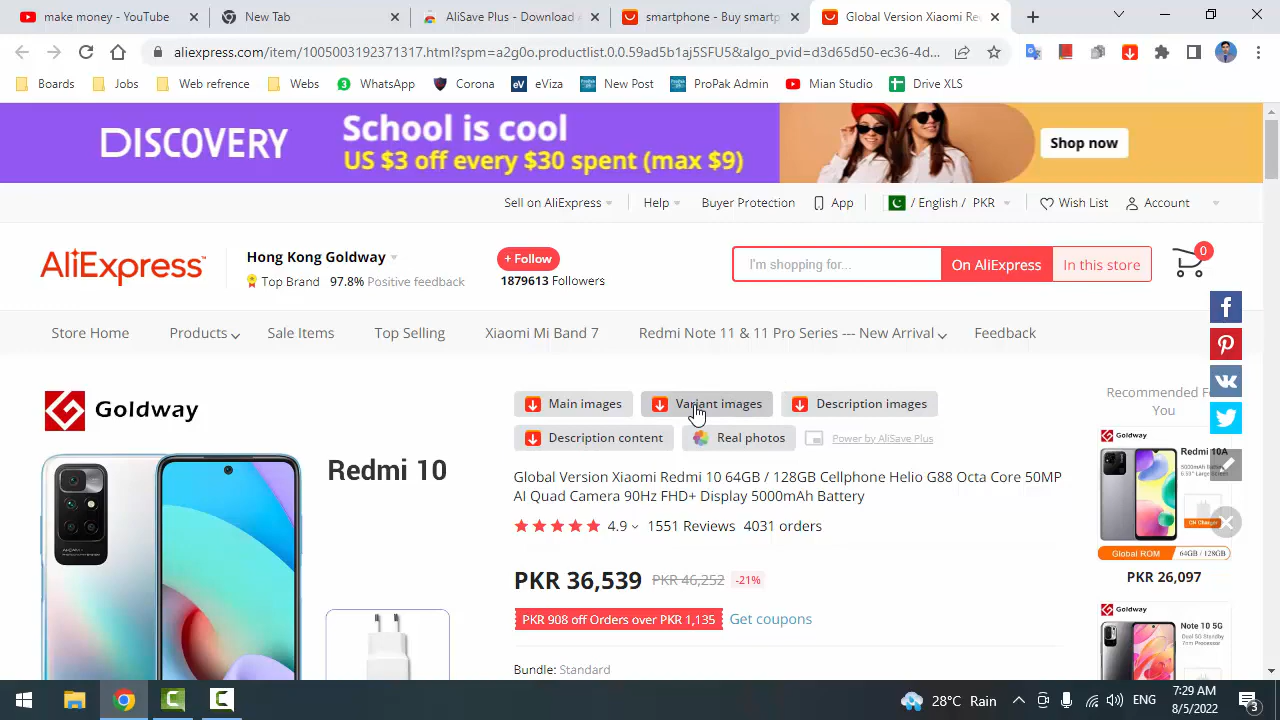 make money - YouTube
New Tab
AliSave Plus - Download A
smartphone - Buy smartp
Global Version Xiaomi Re
aliexpress.com/item/1005003192371317.html?spm=a2g0o.productlist.0.0.59ad5b1aj5SFU5&algo_pvid=d3d65d50-ec36-4d...
Boards
Jobs
Web refrence
Webs
WhatsApp
Corona
eViza
New Post
ProPak Admin
Mian Studio
Drive XLS
DISCOVERY
School is cool
US $3 off every $30 spent (max $9)
Shop now
Sell on AliExpress
Help
Buyer Protection
App
/ English / PKR
Wish List
Account
AliExpress
Hong Kong Goldway
Top Brand 97.8% Positive feedback
+ Follow
1879613 Followers
I'm shopping for...
On AliExpress
In this store
0
Store Home
Products
Sale Items
Top Selling
Xiaomi Mi Band 7
Redmi Note 11 & 11 Pro Series --- New Arrival
Feedback
Goldway
Redmi 10
Main images
Variant images
Description images
Description content
Real photos
Power by AliSave Plus
Global Version Xiaomi Redmi 10 64GB / 128GB Cellphone Helio G88 Octa Core 50MP
AI Quad Camera 90Hz FHD+ Display 5000mAh Battery
4.9
1551 Reviews
4031 orders
PKR 36,539
PKR 46,252
-21%
PKR 908 off Orders over PKR 1,135
Get coupons
Bundle: Standard
Recommended F
You
Goldway
Redmi 10A
Global ROM
64GB / 128GB
PKR 26,097
Goldway
Note 10 5G
28°C Rain
ENG
7:29 AM
8/5/2022
3